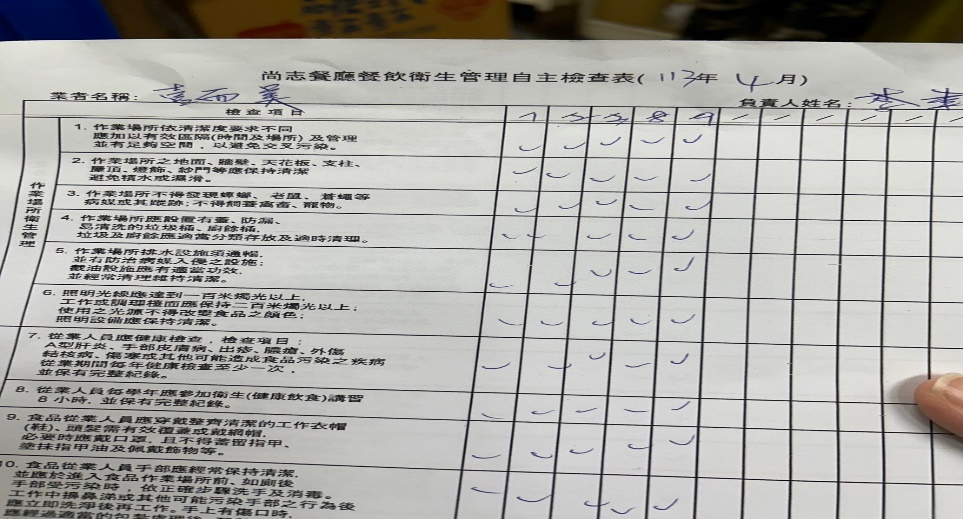 尚志餐廳餐飲衛生管理自主檢查表(113年 4月)
業者名稱：喜而美
負責人姓名：李
檢查項目 1 2 3 8 9
作業場所衛生管理
1. 作業場所依清潔度要求不同
應加以有效區隔(時間及場所)及管理
並有足夠空間，以避免交叉污染。
2. 作業場所之地面、牆壁、天花板、支柱、
屋頂、燈飾、紗門等應保持清潔
避免積水或濕滑。
3. 作業場所不得發現蟑螂、老鼠、蒼蠅等
病媒或其蹤跡;不得飼養禽畜、寵物。
4. 作業場所應設置有蓋、防漏、
易清洗的垃圾桶、廚餘桶,
垃圾及廚餘應適當分類存放及適時清理。
5. 作業場所排水設施須通暢,
並有防治病媒入侵之設施;
截油設施應有適當功效,
並經常清理維持清潔。
6. 照明光線應達到一百米燭光以上,
工作或調理檯面應保持二百米燭光以上;
使用之光源不得改變食品之顏色;
照明設備應保持清潔。
7. 從業人員應健康檢查，檢查項目：
A型肝炎、手部皮膚病、出疹、膿瘡、外傷
結核病、傷寒或其他可能造成食品污染之疾病
從業期間每年健康檢查至少一次，
並保有完整紀錄。
8. 從業人員每學年應參加衛生(健康飲食)講習
8 小時, 並保有完整紀錄。
9. 食品從業人員應穿戴整齊清潔的工作衣帽
(鞋)、頭髮需有效覆蓋或戴網帽,
必要時應戴口罩, 且不得蓄留指甲、
塗抹指甲油及佩戴飾物等。
10. 食品從業人員手部應經常保持清潔,
並應於進入食品作業場所前、如廁後
手部受污染時，依正確步驟洗手及消毒。
工作中擤鼻涕或其他可能污染手部之行為後
應立即洗淨後再工作。手上有傷口時,
應經過適當的包紮處理後